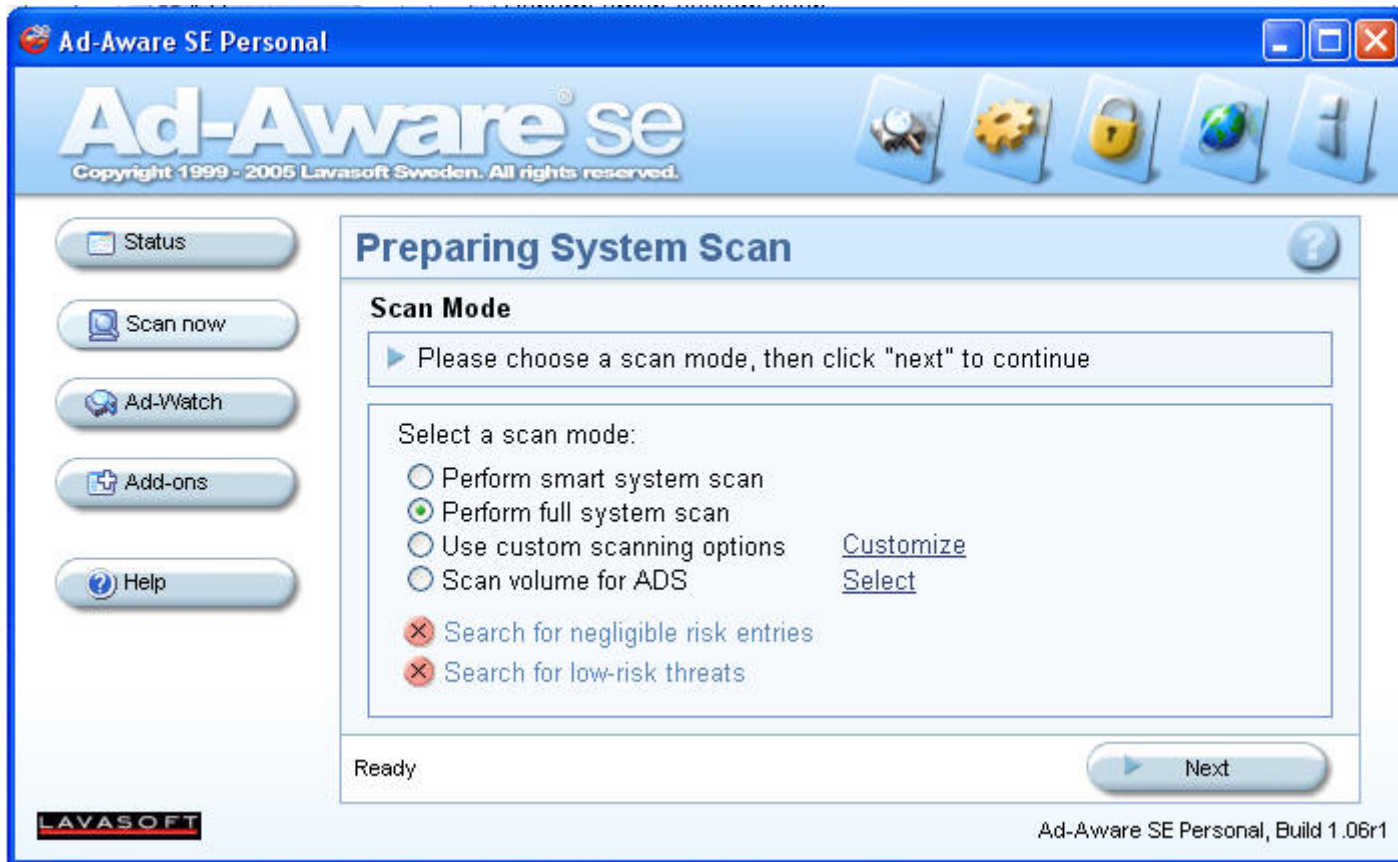 Ad-Aware SE Personal
Ad-Aware® se
Copyright 1999 - 2005 Lavasoft Sweden. All rights reserved.
Status
Scan now
Ad-Watch
Add-ons
Help
Preparing System Scan
Scan Mode
Please choose a scan mode, then click "next" to continue
Select a scan mode:
Perform smart system scan
Perform full system scan
Use custom scanning options Customize
Scan volume for ADS Select
Search for negligible risk entries
Search for low-risk threats
Ready
Next
LAVASOFT
Ad-Aware SE Personal, Build 1.06r1